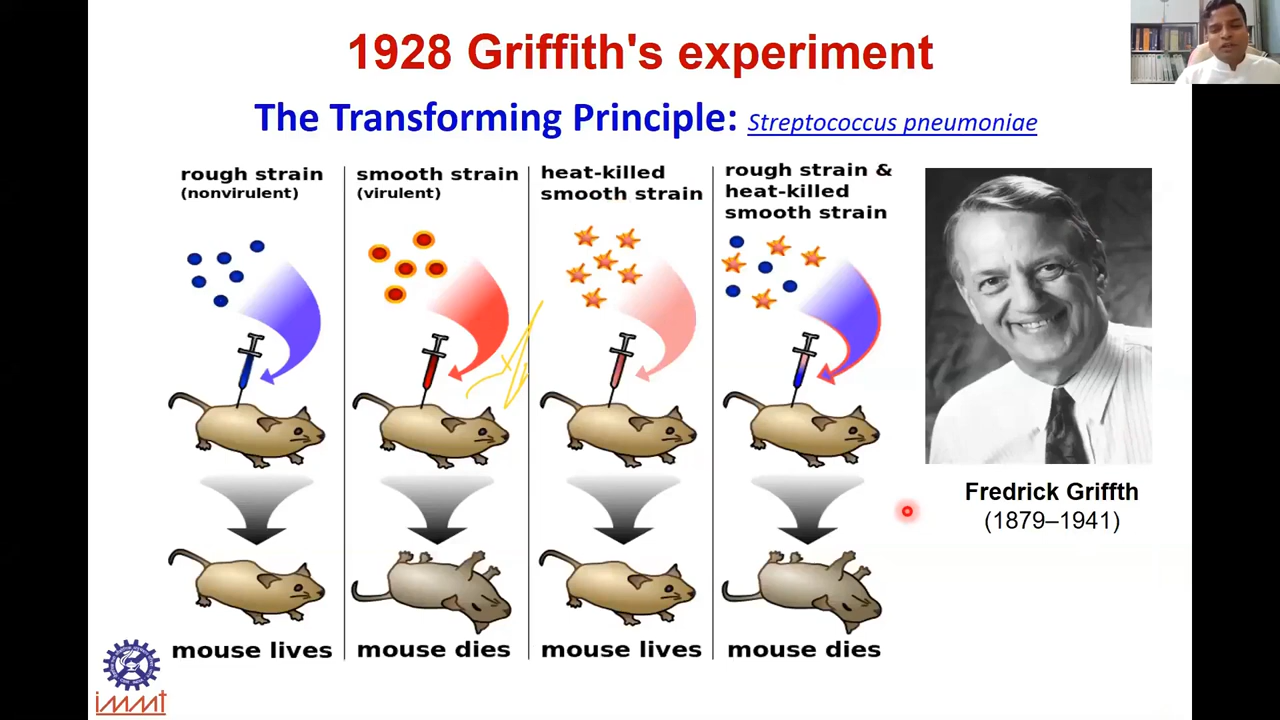 1928 Griffith's experiment
The Transforming Principle: Streptococcus pneumoniae
rough strain
(nonvirulent)
smooth strain
(virulent)
heat-killed
smooth strain
rough strain &
heat-killed
smooth strain
mouse lives
mouse dies
mouse lives
mouse dies
Fredrick Griffth
(1879–1941)
immt